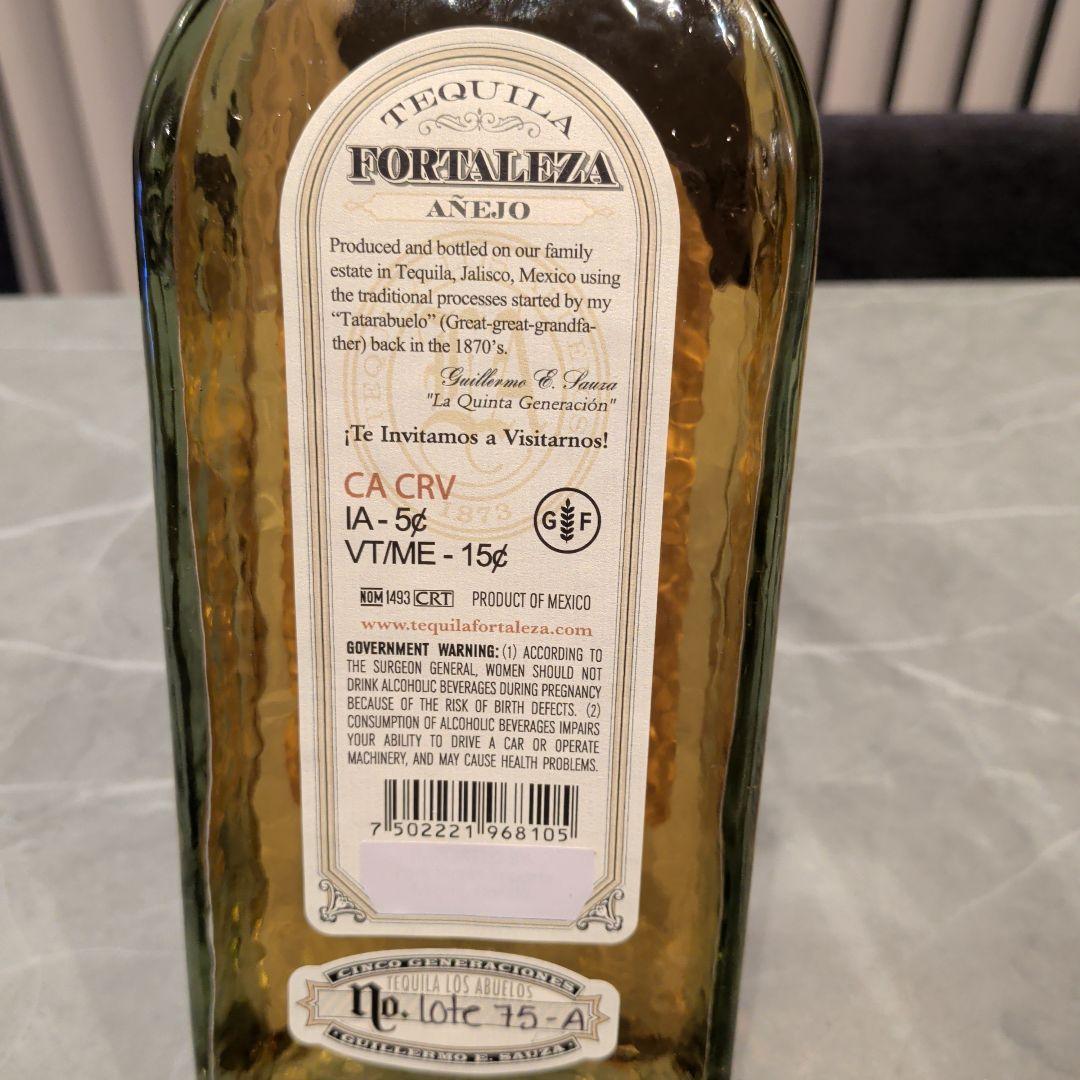 TEQUILA
FORTALEZA
AÑEJO
Produced and bottled on our family
estate in Tequila, Jalisco, Mexico using
the traditional processes started by my
“Tatarabuelo” (Great-great-grandfa-
ther) back in the 1870’s.
Guillermo E. Sauza
"La Quinta Generación"
¡Te Invitamos a Visitarnos!
CA CRV
IA - 5¢
VT/ME - 15¢
G F
1873
NOM 1493 CRT PRODUCT OF MEXICO
www.tequilafortaleza.com
GOVERNMENT WARNING: (1) ACCORDING TO
THE SURGEON GENERAL, WOMEN SHOULD NOT
DRINK ALCOHOLIC BEVERAGES DURING PREGNANCY
BECAUSE OF THE RISK OF BIRTH DEFECTS. (2)
CONSUMPTION OF ALCOHOLIC BEVERAGES IMPAIRS
YOUR ABILITY TO DRIVE A CAR OR OPERATE
MACHINERY, AND MAY CAUSE HEALTH PROBLEMS.
7 502221 968105
CINCO GENERACIONES
TEQUILA LOS ABUELOS
No. lote 75-A
GUILLERMO E. SAUZA